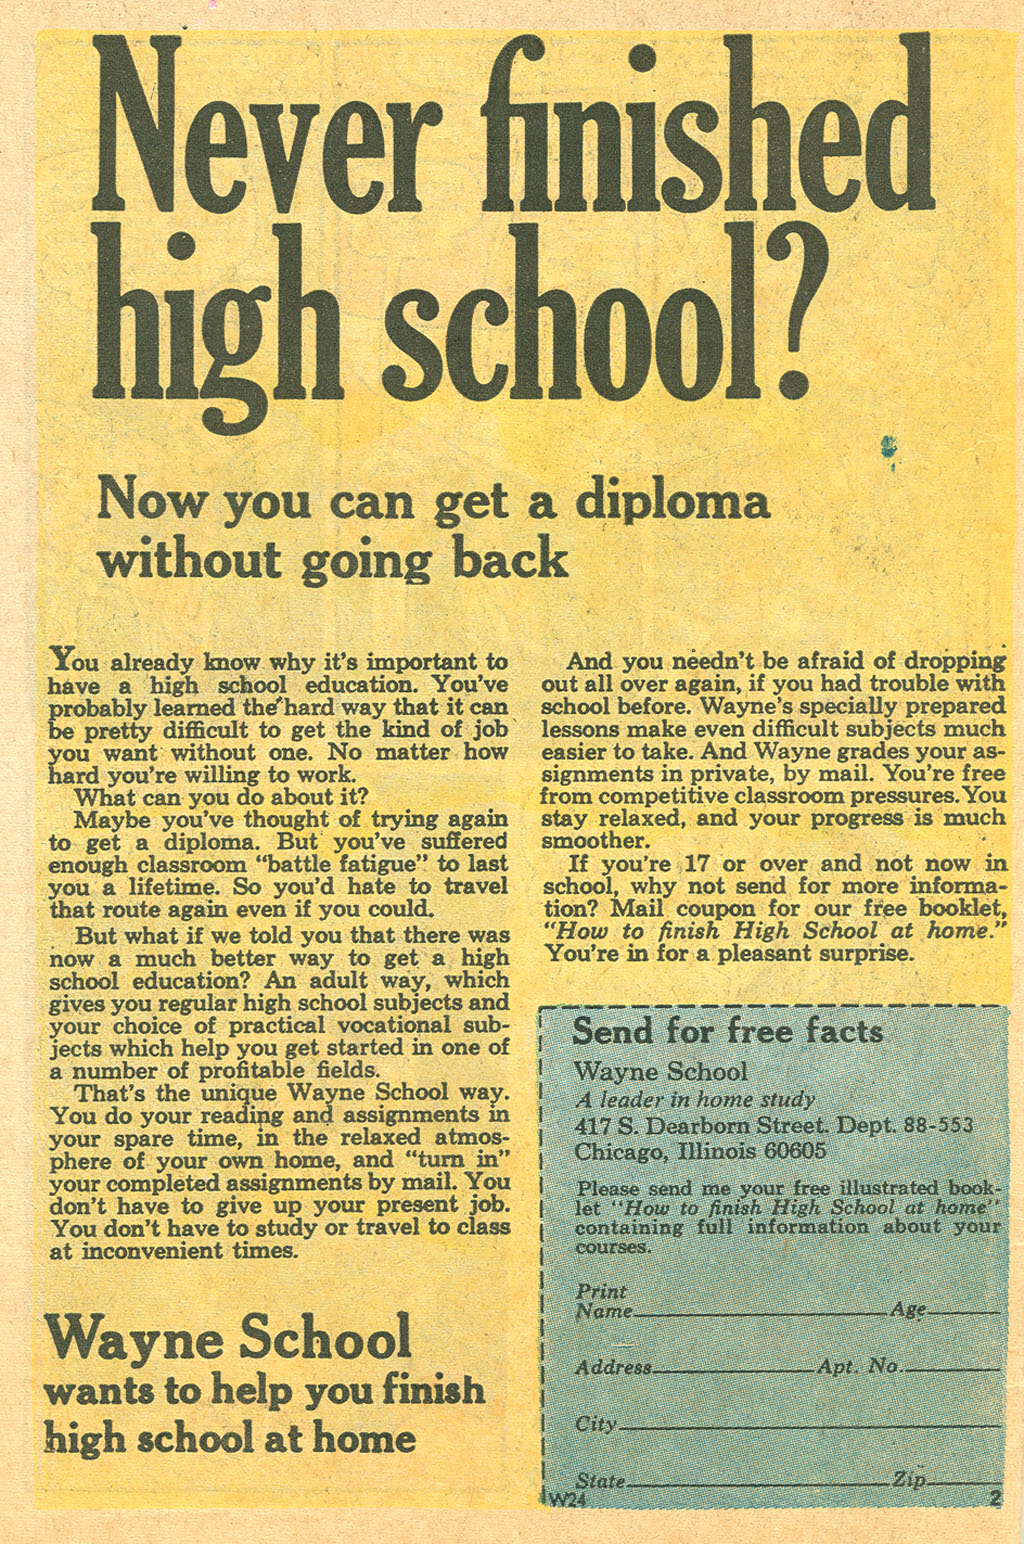 Never finished
high school?
Now you can get a diploma
without going back
You already know why it's important to
have a high school education. You've
probably learned the hard way that it can
be pretty difficult to get the kind of job
you want without one. No matter how
hard you're willing to work.
What can you do about it?
Maybe you've thought of trying again
to get a diploma. But you've suffered
enough classroom "battle fatigue" to last
you a lifetime. So you'd hate to travel
that route again even if you could.
But what if we told you that there was
now a much better way to get a high
school education? An adult way, which
gives you regular high school subjects and
your choice of practical vocational sub-
jects which help you get started in one of
a number of profitable fields.
That's the unique Wayne School way.
You do your reading and assignments in
your spare time, in the relaxed atmos-
phere of your own home, and "turn in"
your completed assignments by mail. You
don't have to give up your present job.
You don't have to study or travel to class
at inconvenient times.
Wayne School
wants to help you finish
high school at home
And you needn't be afraid of dropping
out all over again, if you had trouble with
school before. Wayne's specially prepared
lessons make even difficult subjects much
easier to take. And Wayne grades your as-
signments in private, by mail. You're free
from competitive classroom pressures. You
stay relaxed, and your progress is much
smoother.
If you're 17 or over and not now in
school, why not send for more informa-
tion? Mail coupon for our free booklet,
"How to finish High School at home."
You're in for a pleasant surprise.
Send for free facts
Wayne School
A leader in home study
417 S. Dearborn Street. Dept. 88-553
Chicago, Illinois 60605
Please send me your free illustrated book-
let "How to finish High School at home"
containing full information about your
courses.
Print
Name Age
Address Apt. No.
City
State Zip
W24 2